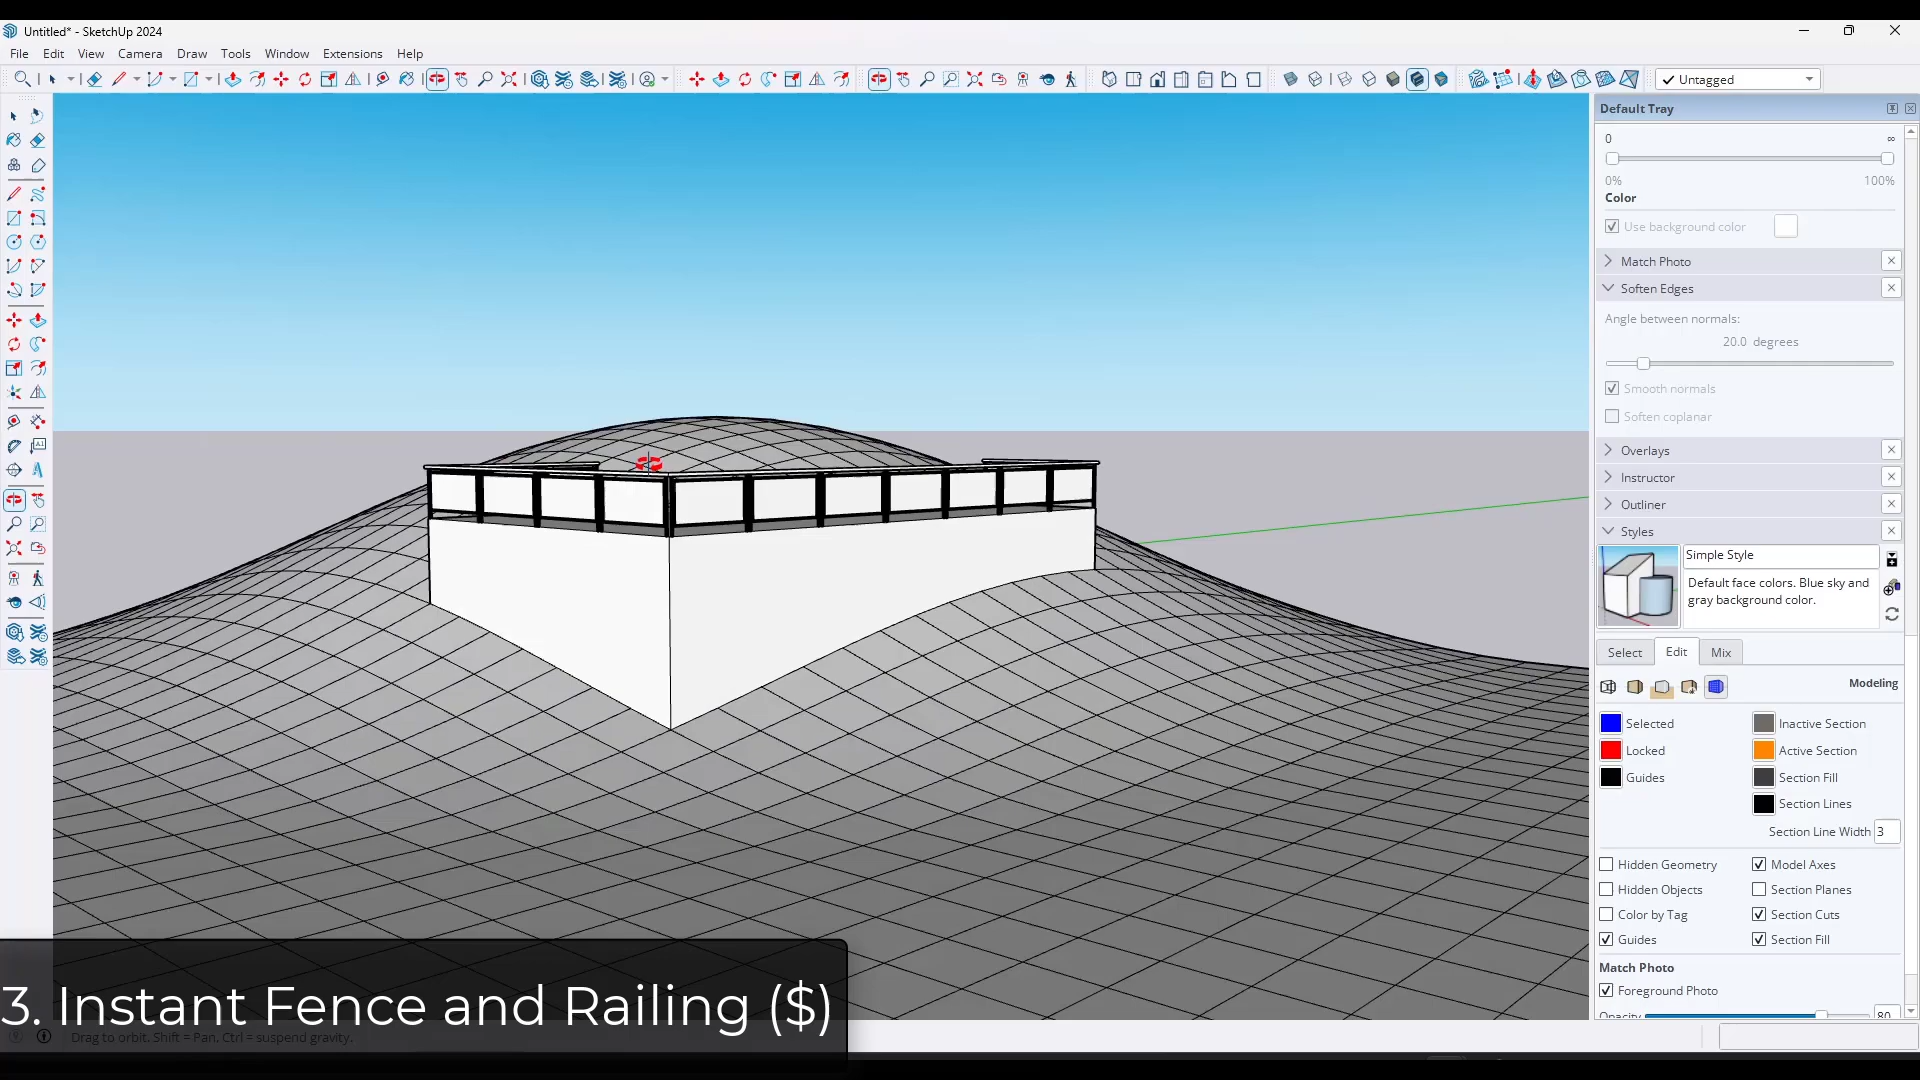 Untitled* - SketchUp 2024
File Edit View Camera Draw Tools Window Extensions Help
Untagged
Default Tray
0 ∞
0% 100%
Color
Use background color
Match Photo
Soften Edges
Angle between normals:
20.0 degrees
Smooth normals
Soften coplanar
Overlays
Instructor
Outliner
Styles
Simple Style
Default face colors. Blue sky and
gray background color.
Select Edit Mix
Modeling
Selected Inactive Section
Locked Active Section
Guides Section Fill
Section Lines
Section Line Width 3
Hidden Geometry Model Axes
Hidden Objects Section Planes
Color by Tag Section Cuts
Guides Section Fill
Match Photo
Foreground Photo
Opacity 80
3. Instant Fence and Railing ($)
Drag to orbit. Shift = Pan, Ctrl = suspend gravity.